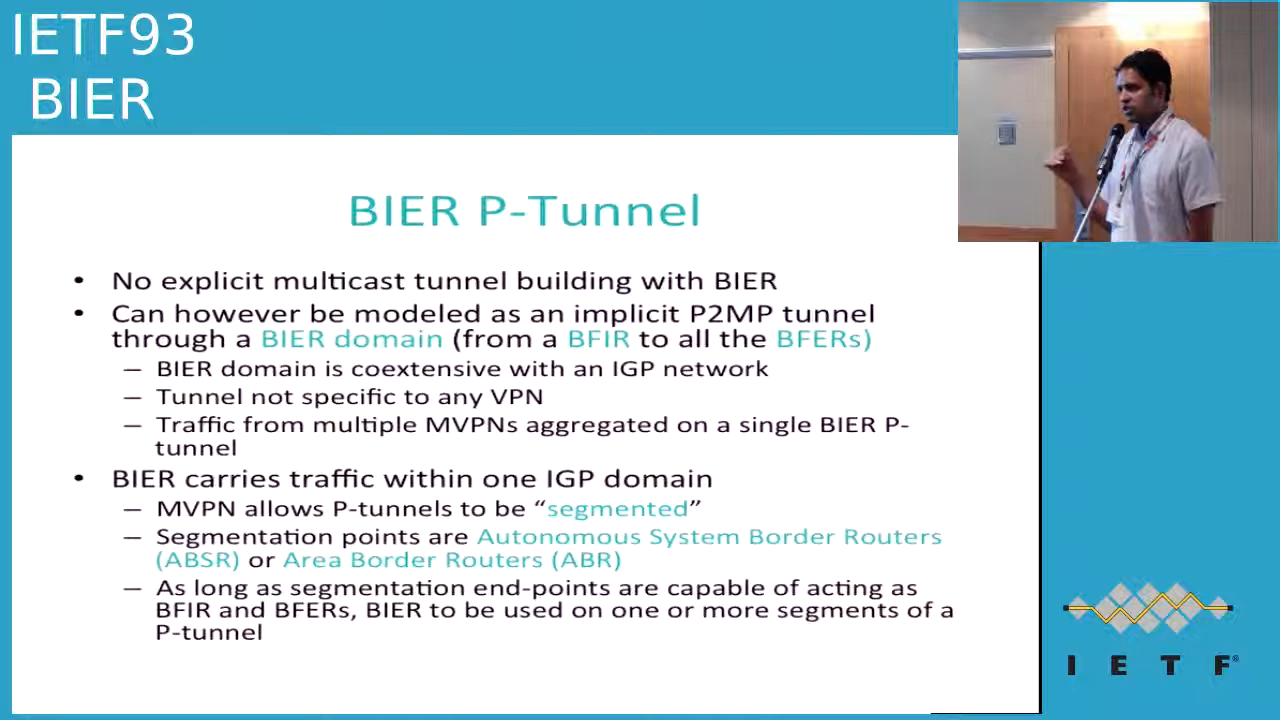 IETF93
BIER
BIER P-Tunnel
• No explicit multicast tunnel building with BIER
• Can however be modeled as an implicit P2MP tunnel
through a BIER domain (from a BFIR to all the BFERs)
– BIER domain is coextensive with an IGP network
– Tunnel not specific to any VPN
– Traffic from multiple MVPNs aggregated on a single BIER P-
tunnel
• BIER carries traffic within one IGP domain
– MVPN allows P-tunnels to be “segmented”
– Segmentation points are Autonomous System Border Routers
(ABSR) or Area Border Routers (ABR)
– As long as segmentation end-points are capable of acting as
BFIR and BFERs, BIER to be used on one or more segments of a
P-tunnel
I E T F®